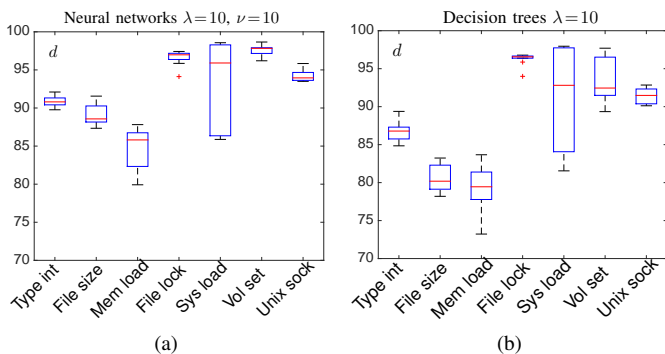 Neural networks λ=10, ν=10
d
100
95
90
85
80
75
70
Type int
File size
Mem load
File lock
Sys load
Vol set
Unix sock
(a)
Decision trees λ=10
d
100
95
90
85
80
75
70
Type int
File size
Mem load
File lock
Sys load
Vol set
Unix sock
(b)